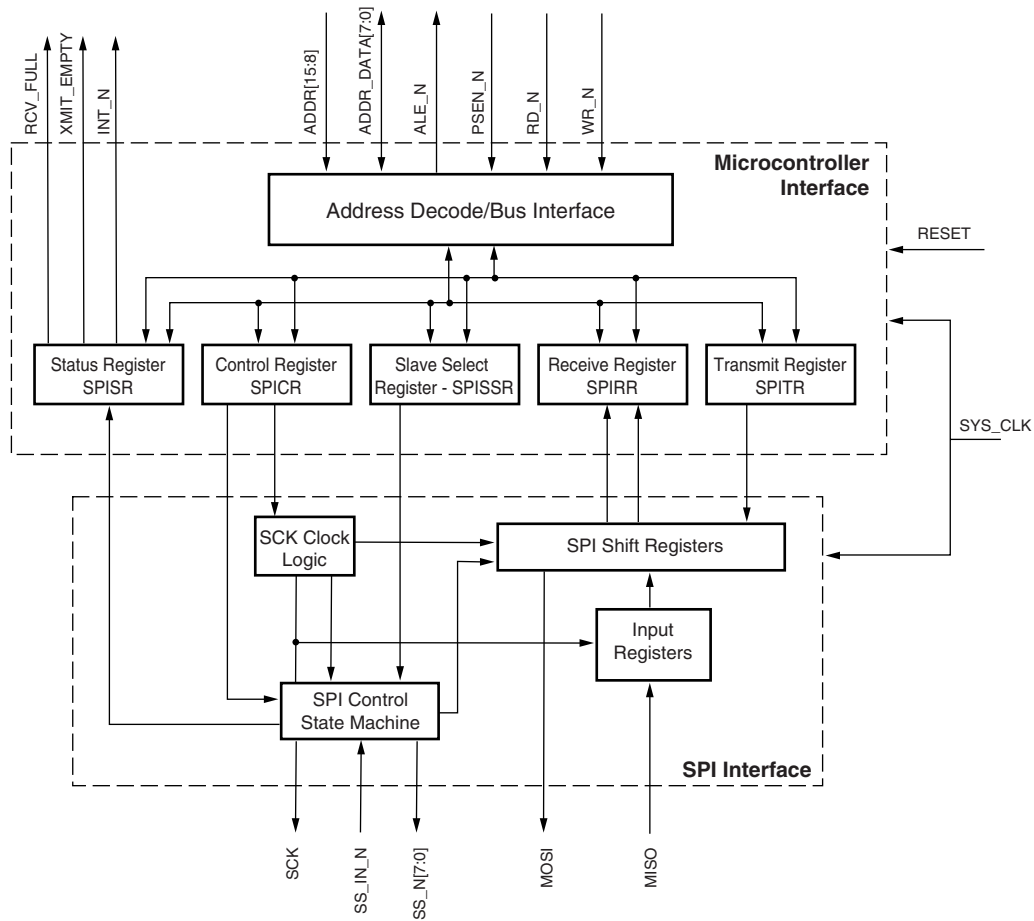 RCV_FULL
XMIT_EMPTY
INT_N
ADDR[15:8]
ADDR_DATA[7:0]
ALE_N
PSEN_N
RD_N
WR_N
Microcontroller
Interface
Address Decode/Bus Interface
RESET
Status Register
SPISR
Control Register
SPICR
Slave Select
Register - SPISSR
Receive Register
SPIRR
Transmit Register
SPITR
SYS_CLK
SCK Clock
Logic
SPI Shift Registers
Input
Registers
SPI Control
State Machine
SPI Interface
SCK
SS_IN_N
SS_N[7:0]
MOSI
MISO